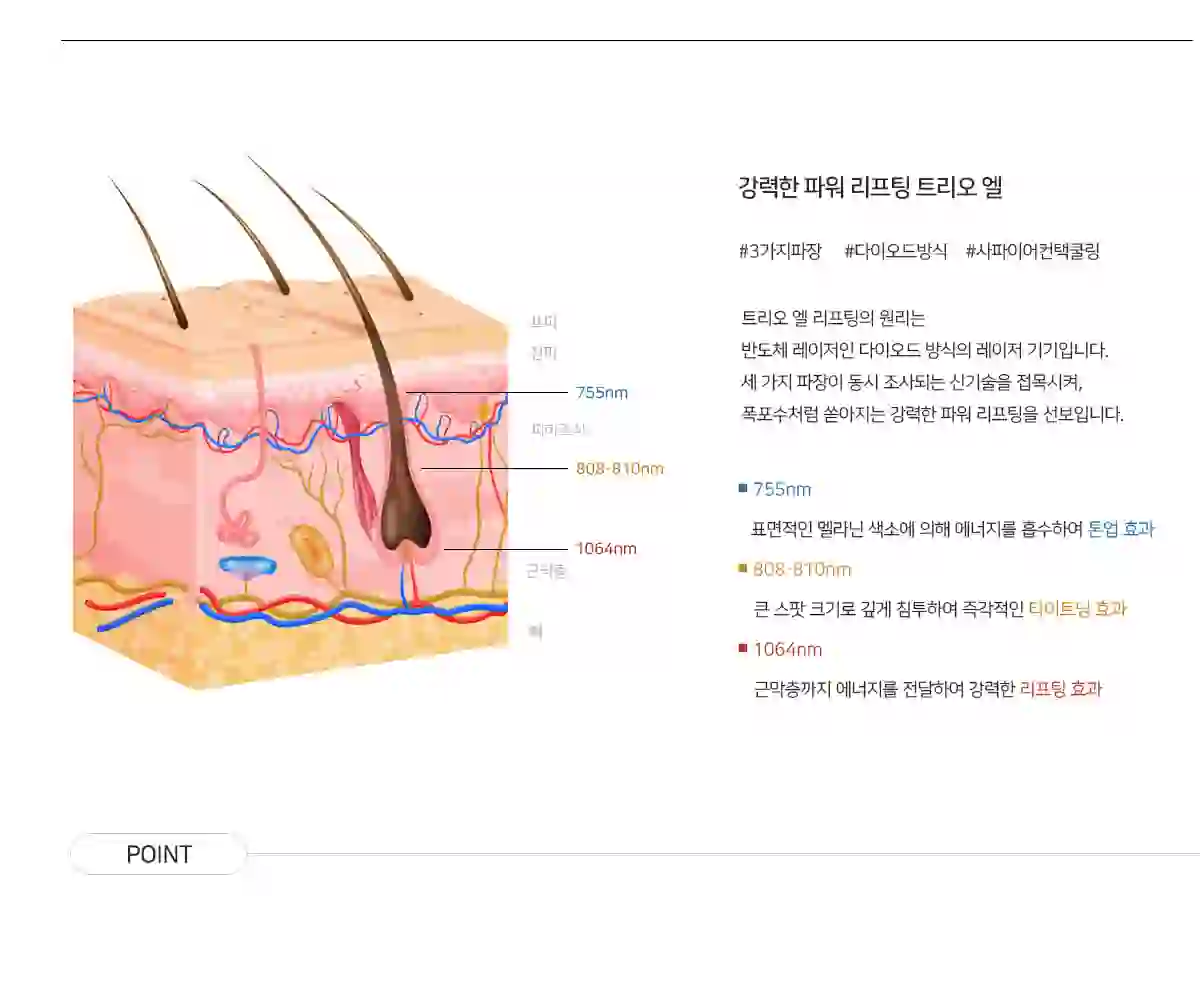 강력한 파워 리프팅 트리오 엘
#3가지파장 #다이오드방식 #사파이어컨택쿨링
트리오 엘 리프팅의 원리는
반도체 레이저인 다이오드 방식의 레이저 기기입니다.
세 가지 파장이 동시 조사되는 신기술을 접목시켜,
폭포수처럼 쏟아지는 강력한 파워 리프팅을 선보입니다.
표피
진피
755nm
피하조직
808-810nm
1064nm
근막층
755nm
표면적인 멜라닌 색소에 의해 에너지를 흡수하여 톤업 효과
808-810nm
큰 스팟 크기로 깊게 침투하여 즉각적인 타이트닝 효과
1064nm
근막층까지 에너지를 전달하여 강력한 리프팅 효과
POINT